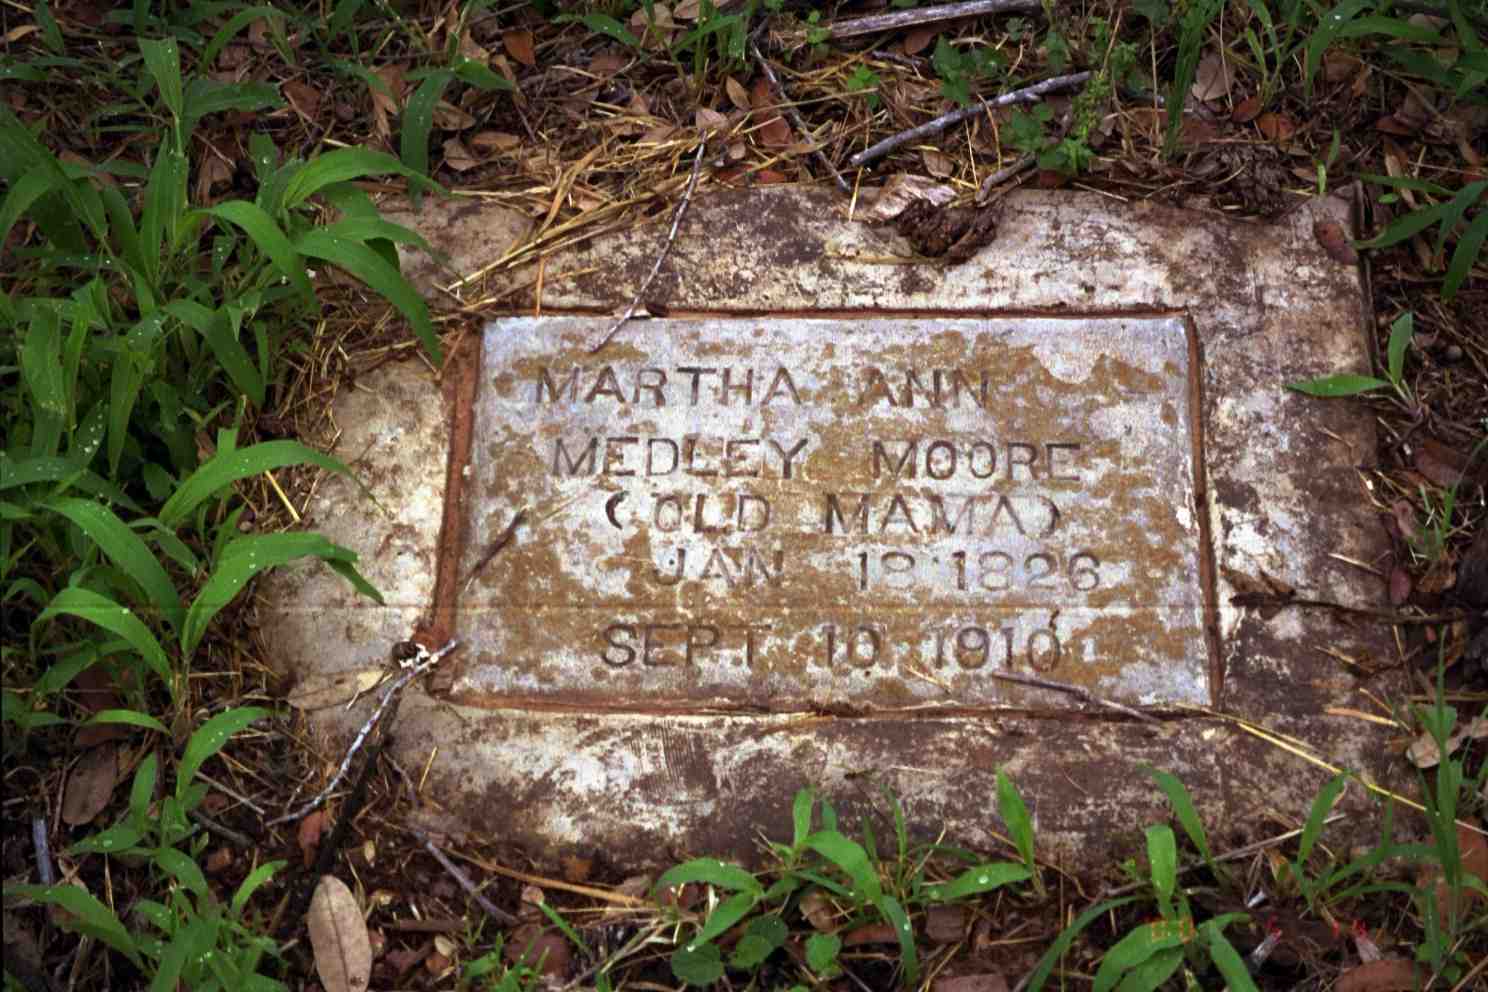 MARTHA ANN
MEDLEY MOORE
(OLD MAMA)
JAN 18 1826
SEPT 10 1910